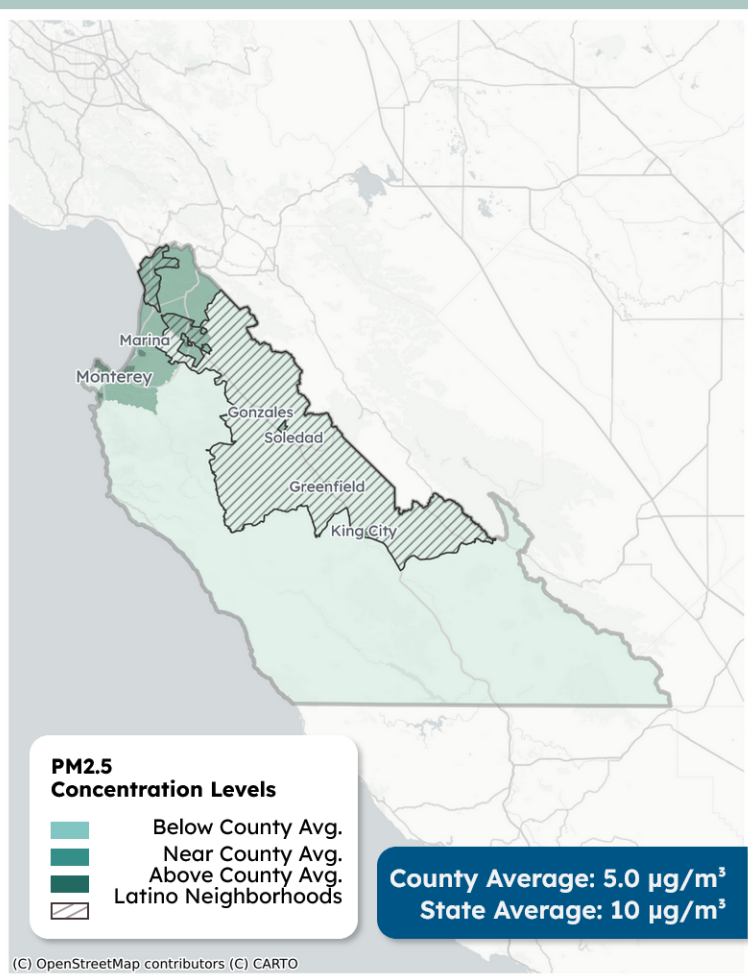 Marina
Monterey
Gonzales
Soledad
Greenfield
King City
PM2.5
Concentration Levels
Below County Avg.
Near County Avg.
Above County Avg.
Latino Neighborhoods
County Average: 5.0 µg/m³
State Average: 10 µg/m³
(C) OpenStreetMap contributors (C) CARTO